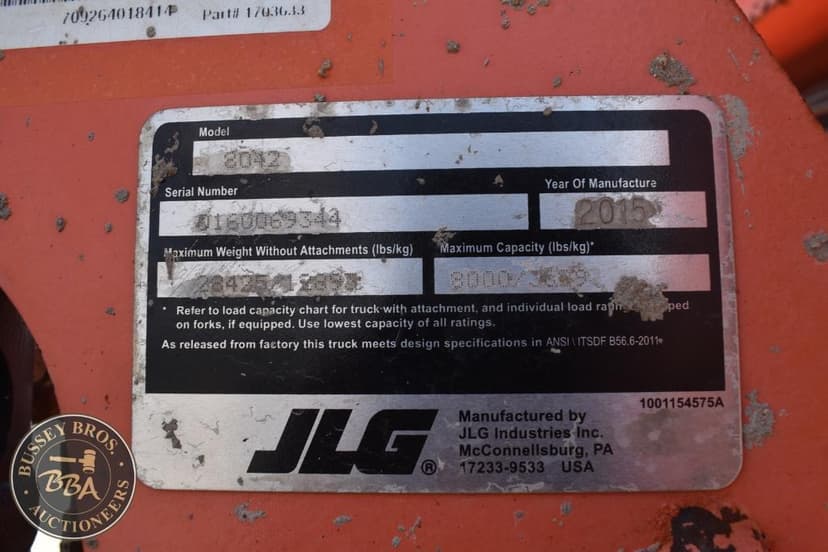 709264018414 Part# 1703633
Model
8042
Serial Number
Year Of Manufacture
0160069344
2015
Maximum Weight Without Attachments (lbs/kg)
Maximum Capacity (lbs/kg)*
* Refer to load capacity chart for truck with attachment, and individual load
on forks, if equipped. Use lowest capacity of all ratings.
As released from factory this truck meets design specifications in ANSI \ ITSDF B56.6-2011.
1001154575A
JLG®
Manufactured by
JLG Industries Inc.
McConnellsburg, PA
17233-9533 USA
BUSSEY BROS.
BBA
AUCTIONEERS